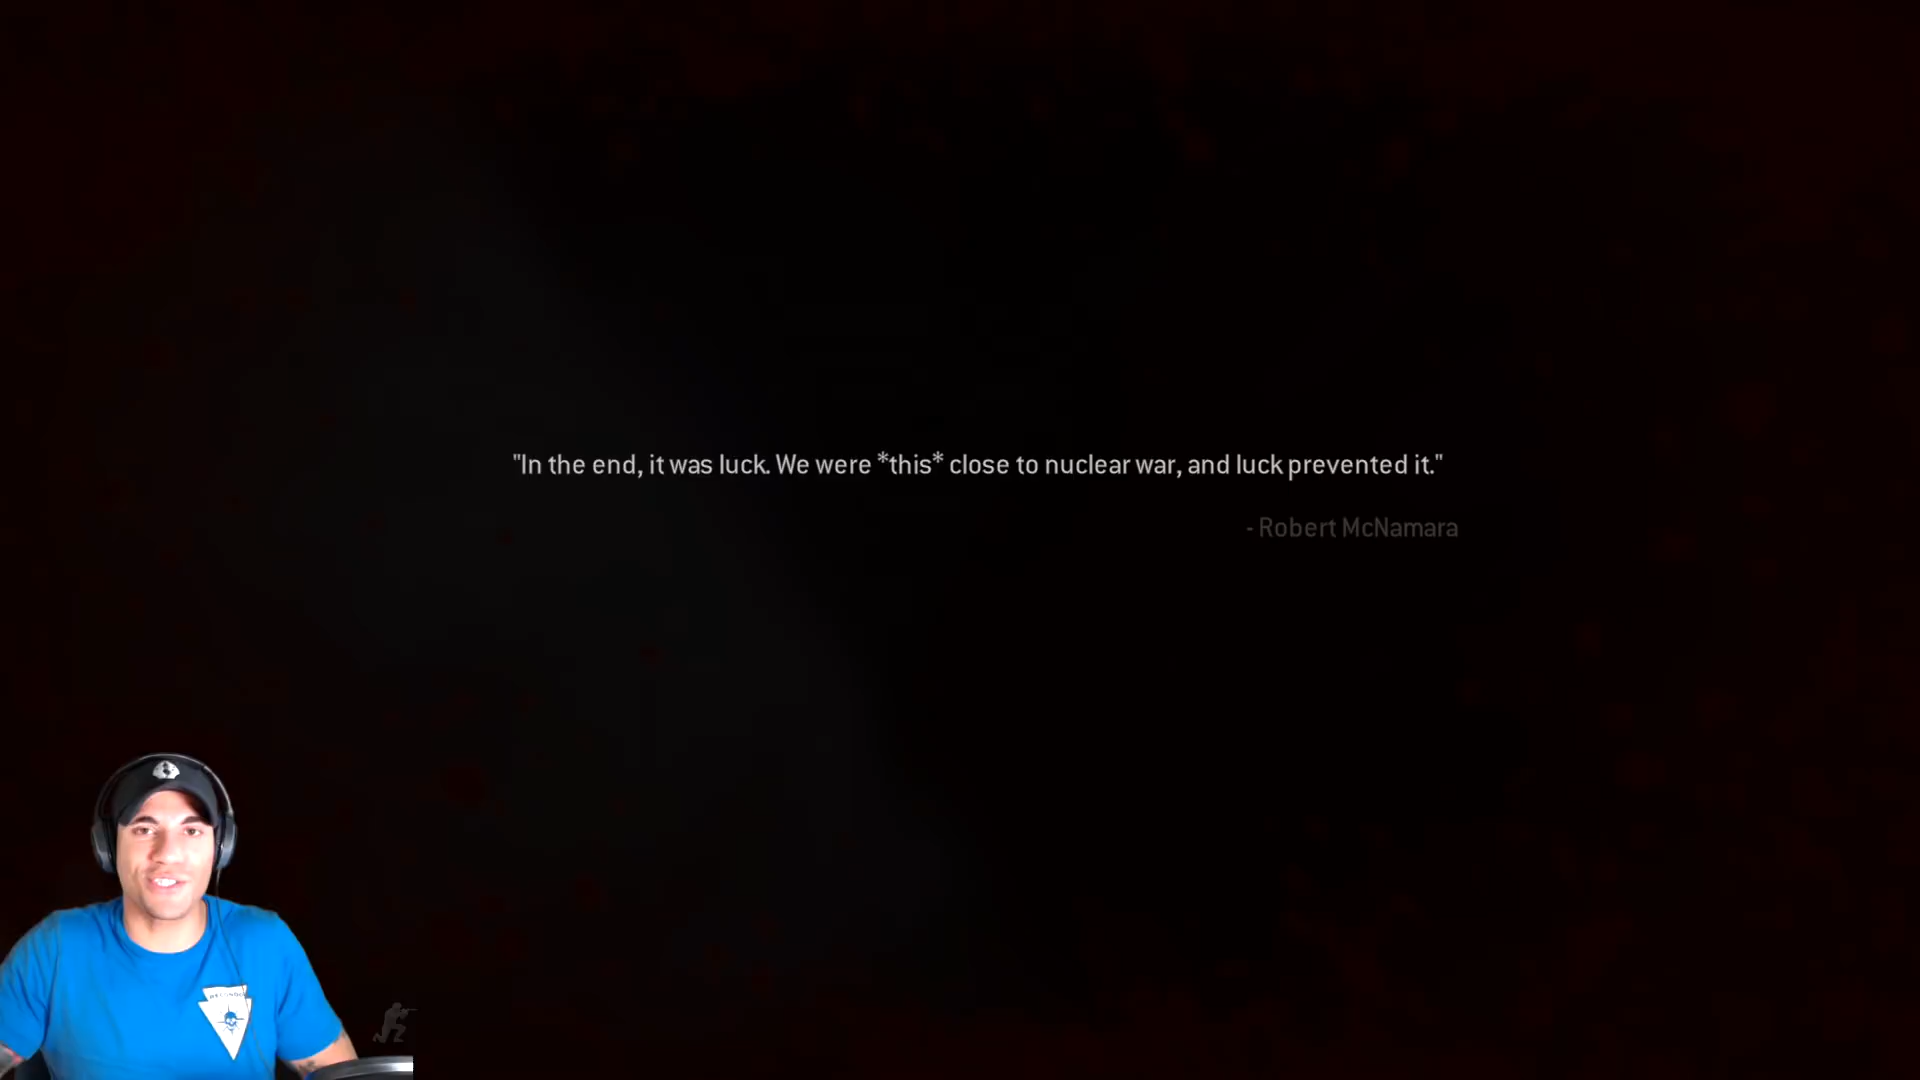 "In the end, it was luck. We were *this* close to nuclear war, and luck prevented it."
- Robert McNamara